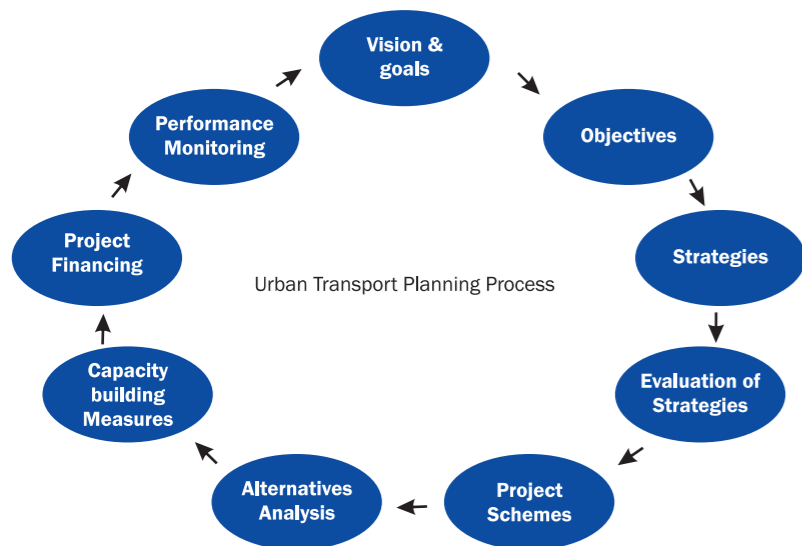 Vision &
goals
Objectives
Strategies
Evaluation of
Strategies
Project
Schemes
Alternatives
Analysis
Capacity
building
Measures
Project
Financing
Performance
Monitoring
Urban Transport Planning Process